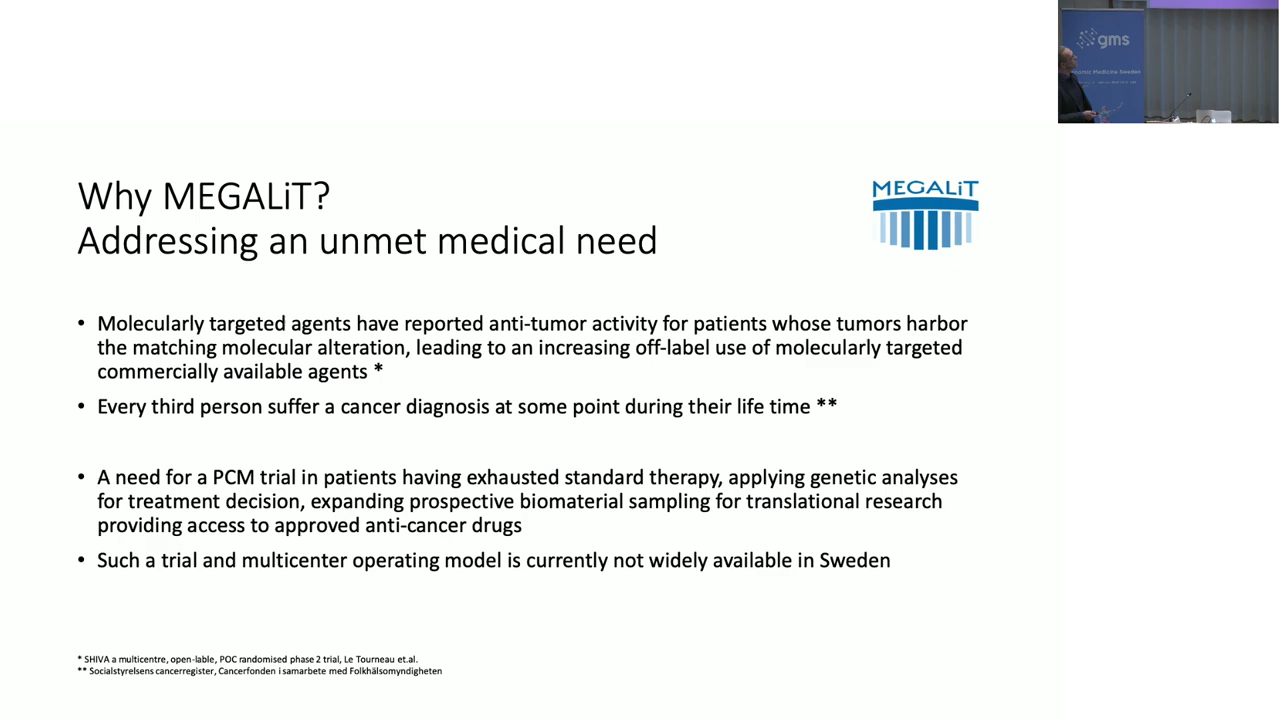 gms
Genomic Medicine Sweden
Why MEGALiT?
Addressing an unmet medical need
MEGALiT
• Molecularly targeted agents have reported anti-tumor activity for patients whose tumors harbor
the matching molecular alteration, leading to an increasing off-label use of molecularly targeted
commercially available agents *
• Every third person suffer a cancer diagnosis at some point during their life time **
• A need for a PCM trial in patients having exhausted standard therapy, applying genetic analyses
for treatment decision, expanding prospective biomaterial sampling for translational research
providing access to approved anti-cancer drugs
• Such a trial and multicenter operating model is currently not widely available in Sweden
* SHIVA a multicentre, open-lable, POC randomised phase 2 trial, Le Tourneau et.al.
** Socialstyrelsens cancerregister, Cancerfonden i samarbete med Folkhälsomyndigheten